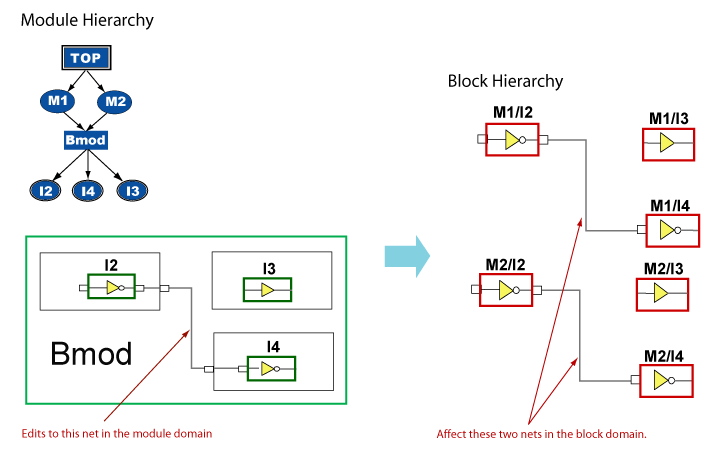 Module Hierarchy
TOP
M1
M2
Bmod
I2
I4
I3
I2
I3
Bmod
I4
Edits to this net in the module domain
Block Hierarchy
M1/I2
M1/I3
M1/I4
M2/I2
M2/I3
M2/I4
Affect these two nets in the block domain.